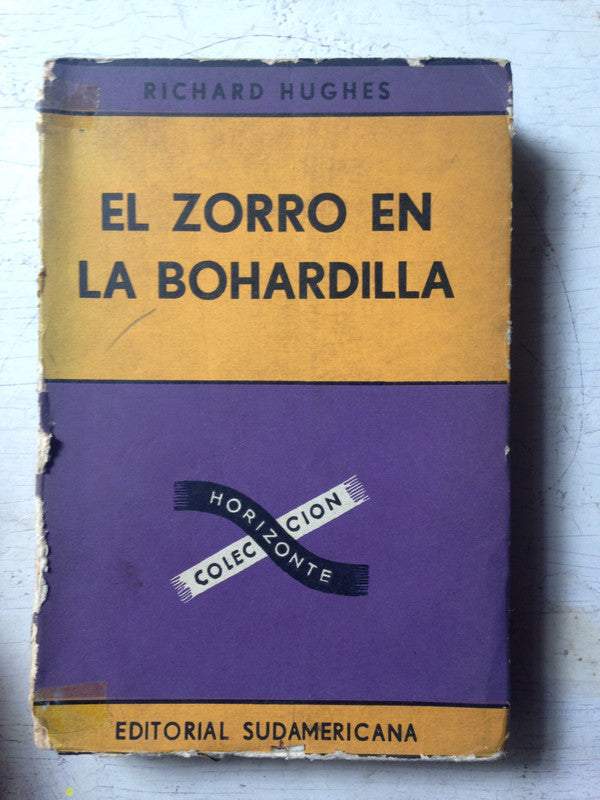 RICHARD HUGHES
EL ZORRO EN
LA BOHARDILLA
HORIZONTE
COLECCION
EDITORIAL SUDAMERICANA